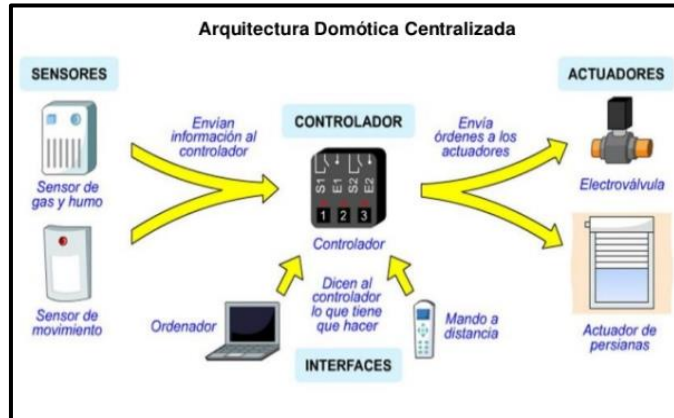 Arquitectura Domótica Centralizada
SENSORES
Sensor de
gas y humo
Sensor de
movimiento
Envían
información al
controlador
CONTROLADOR
S1 E1 S2 E2
1 2 3
Controlador
Envía
órdenes a los
actuadores
ACTUADORES
Electroválvula
Actuador de
persianas
Ordenador
Dicen al
controlador
lo que tiene
que hacer
Mando a
distancia
INTERFACES